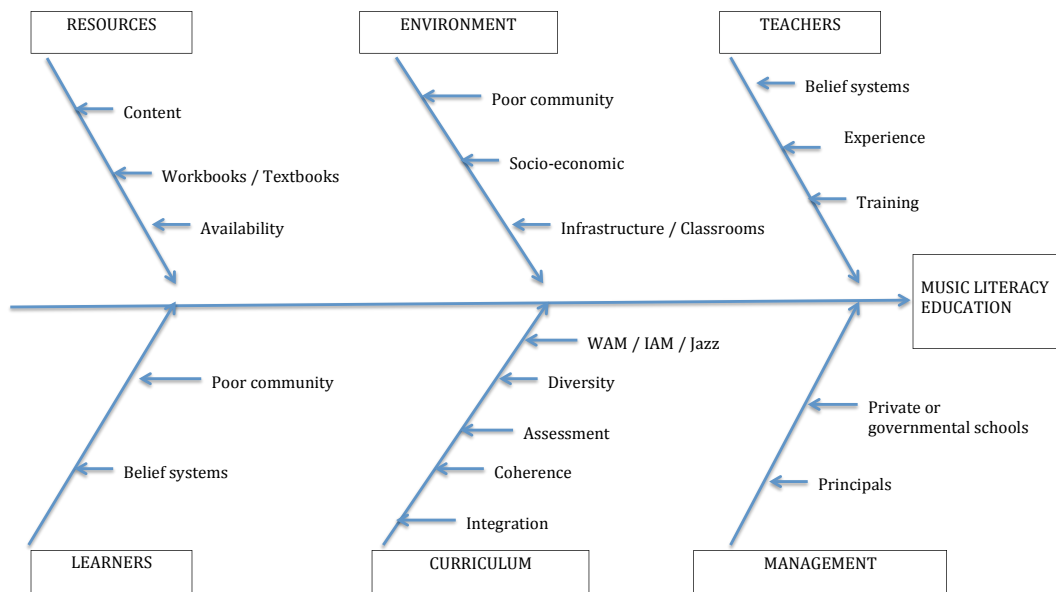 RESOURCES
ENVIRONMENT
TEACHERS
Content
Workbooks / Textbooks
Availability
Poor community
Socio-economic
Infrastructure / Classrooms
Belief systems
Experience
Training
MUSIC LITERACY
EDUCATION
Poor community
Belief systems
WAM / IAM / Jazz
Diversity
Assessment
Coherence
Integration
Private or
governmental schools
Principals
LEARNERS
CURRICULUM
MANAGEMENT